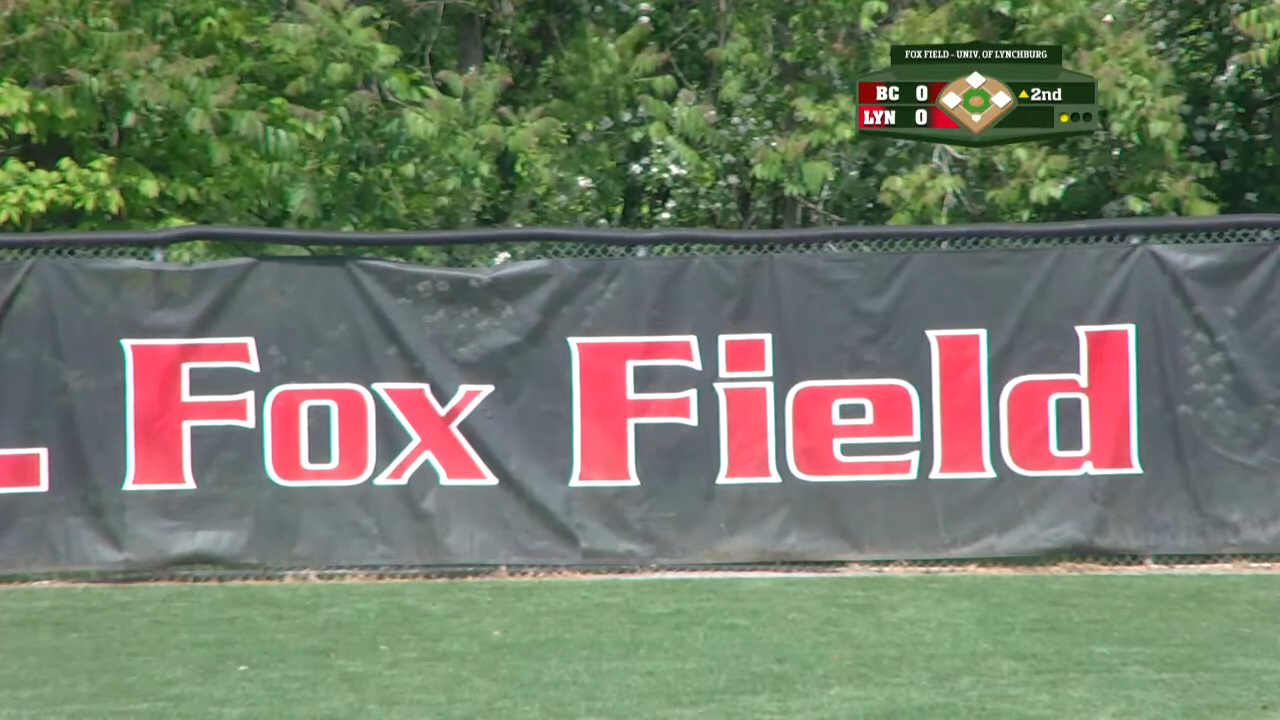 FOX FIELD - UNIV. OF LYNCHBURG
BC 0 ▲2nd
LYN 0
. Fox Field